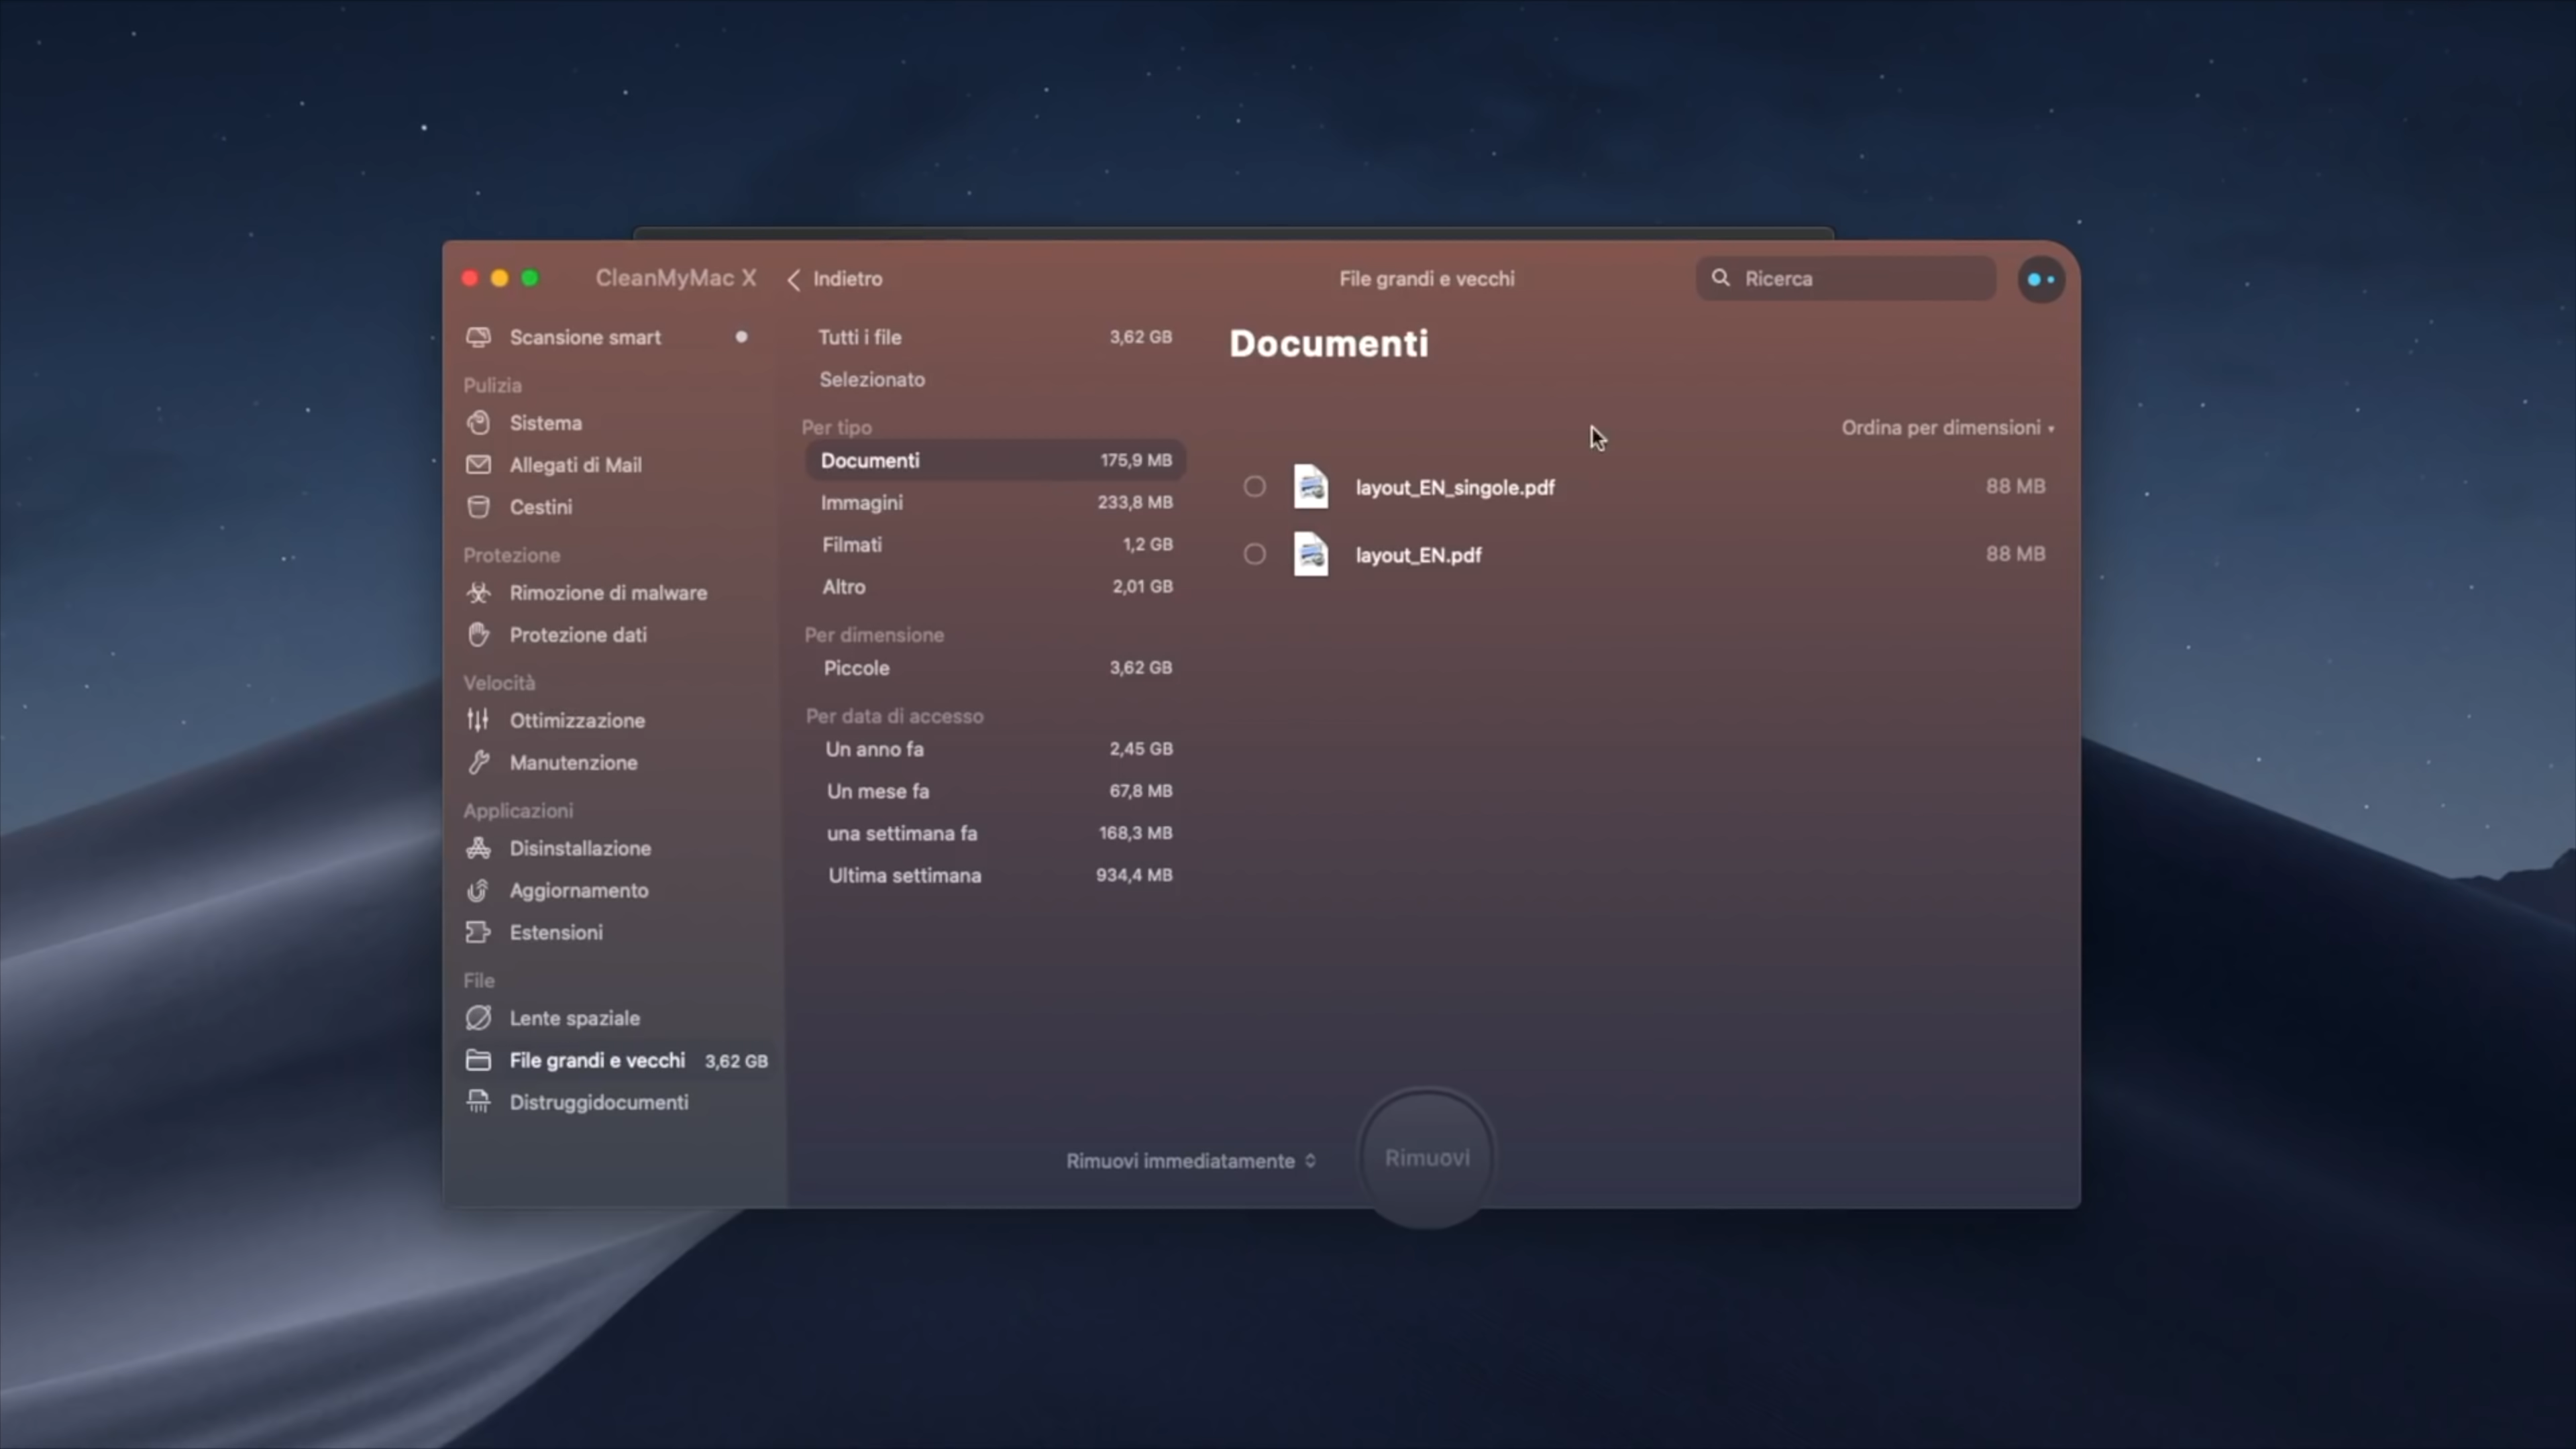 CleanMyMac X
Indietro
File grandi e vecchi
Ricerca
Scansione smart
Pulizia
Sistema
Allegati di Mail
Cestini
Protezione
Rimozione di malware
Protezione dati
Velocità
Ottimizzazione
Manutenzione
Applicazioni
Disinstallazione
Aggiornamento
Estensioni
File
Lente spaziale
File grandi e vecchi 3,62 GB
Distruggidocumenti
Tutti i file 3,62 GB
Selezionato
Per tipo
Documenti 175,9 MB
Immagini 233,8 MB
Filmati 1,2 GB
Altro 2,01 GB
Per dimensione
Piccole 3,62 GB
Per data di accesso
Un anno fa 2,45 GB
Un mese fa 67,8 MB
una settimana fa 168,3 MB
Ultima settimana 934,4 MB
Documenti
Ordina per dimensioni
layout_EN_singole.pdf 88 MB
layout_EN.pdf 88 MB
Rimuovi immediatamente
Rimuovi